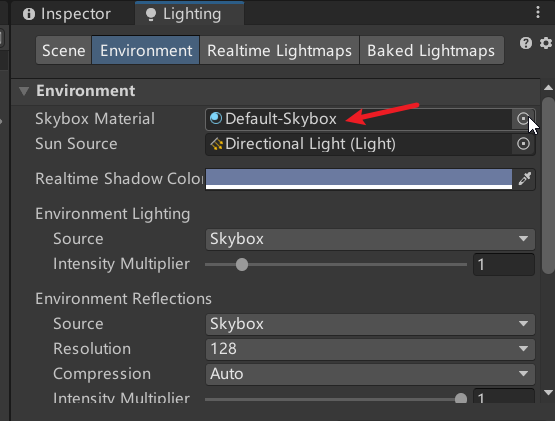 Inspector Lighting
Scene Environment Realtime Lightmaps Baked Lightmaps
Environment
Skybox Material Default-Skybox
Sun Source Directional Light (Light)
Realtime Shadow Color
Environment Lighting
Source Skybox
Intensity Multiplier 1
Environment Reflections
Source Skybox
Resolution 128
Compression Auto
Intensity Multiplier 1